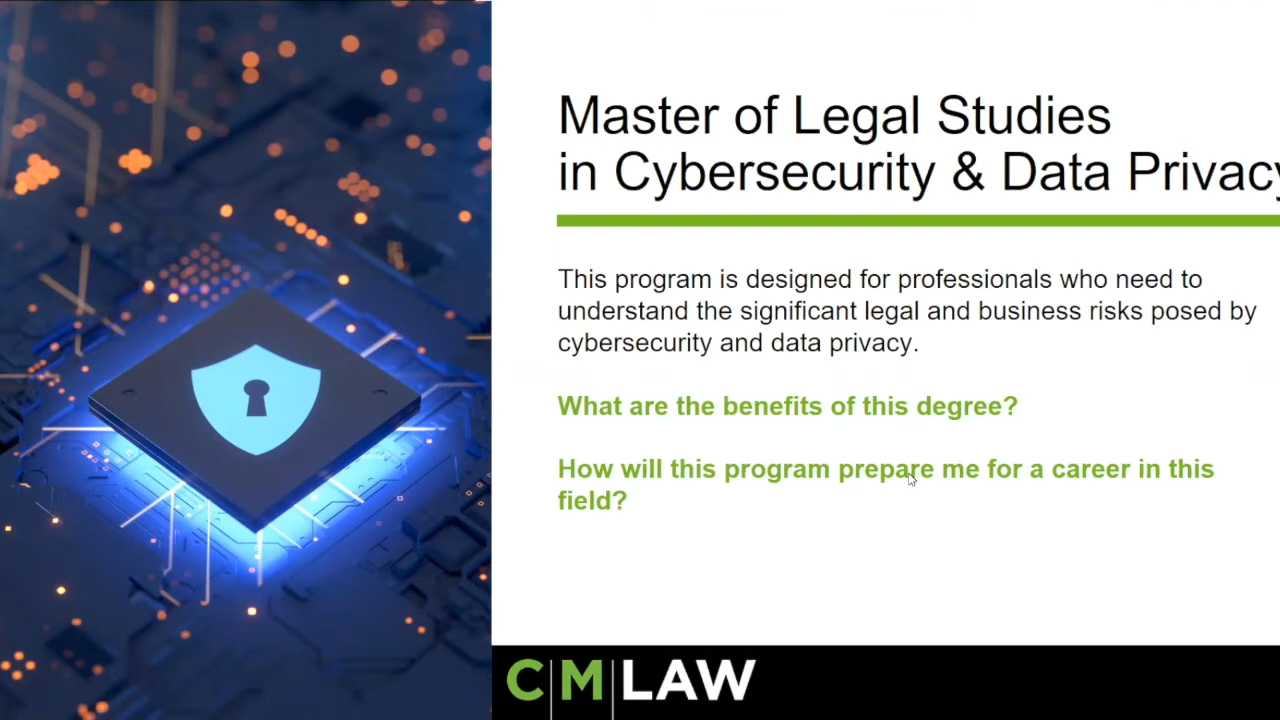 Master of Legal Studies
in Cybersecurity & Data Privacy
This program is designed for professionals who need to
understand the significant legal and business risks posed by
cybersecurity and data privacy.
What are the benefits of this degree?
How will this program prepare me for a career in this
field?
C|M|LAW